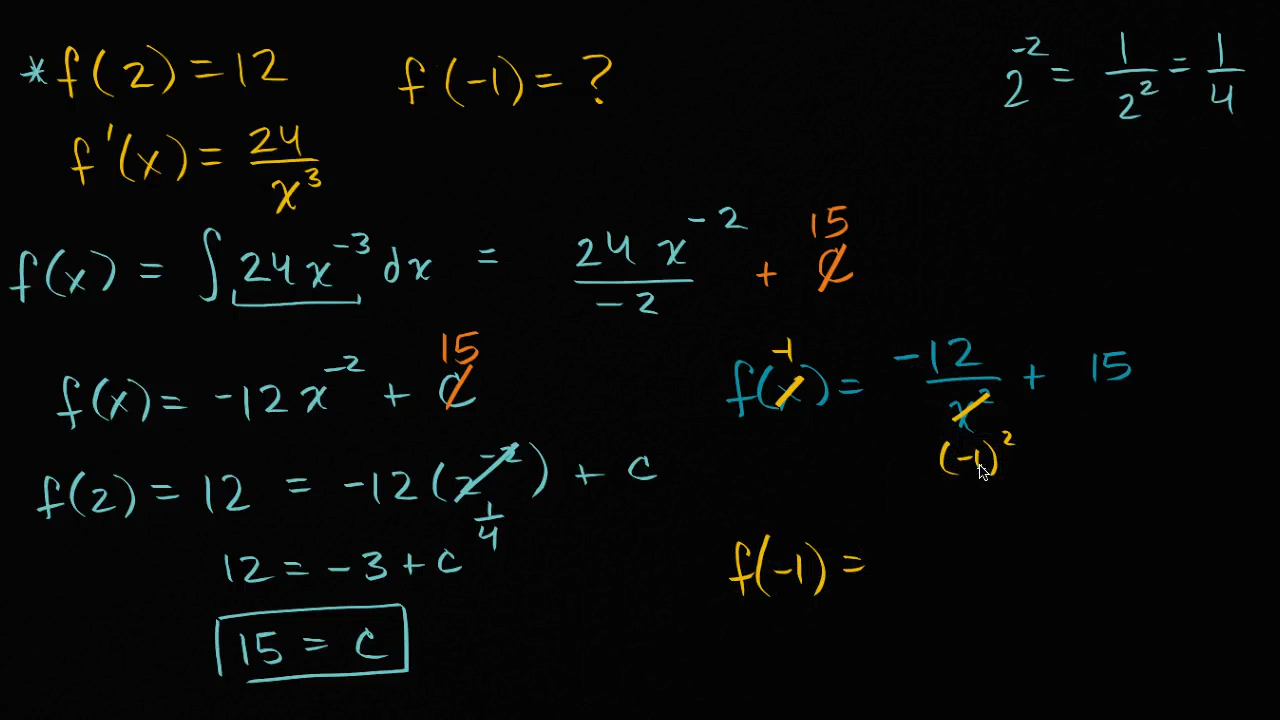 *f(2) = 12
f(-1) = ?
2^-2 = 1/2^2 = 1/4
f'(x) = 24/x^3
f(x) = ∫ 24x^-3 dx = 24x^-2/-2 + C 15
f(x) = -12x^-2 + C 15
f(2) = 12 = -12(2^-2) + C
1/4
12 = -3 + C
15 = C
f(x) = -12/x^2 + 15
-1
(-1)^2
f(-1) =